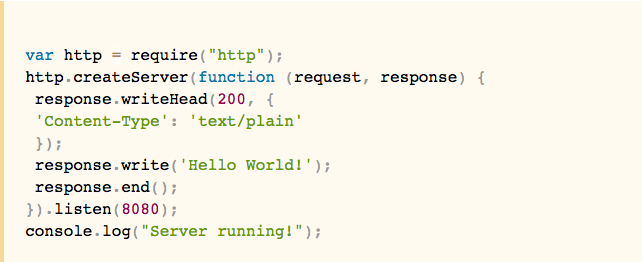 var http = require("http");
http.createServer(function (request, response) {
 response.writeHead(200, {
 'Content-Type': 'text/plain'
 });
 response.write('Hello World!');
 response.end();
}).listen(8080);
console.log("Server running!");